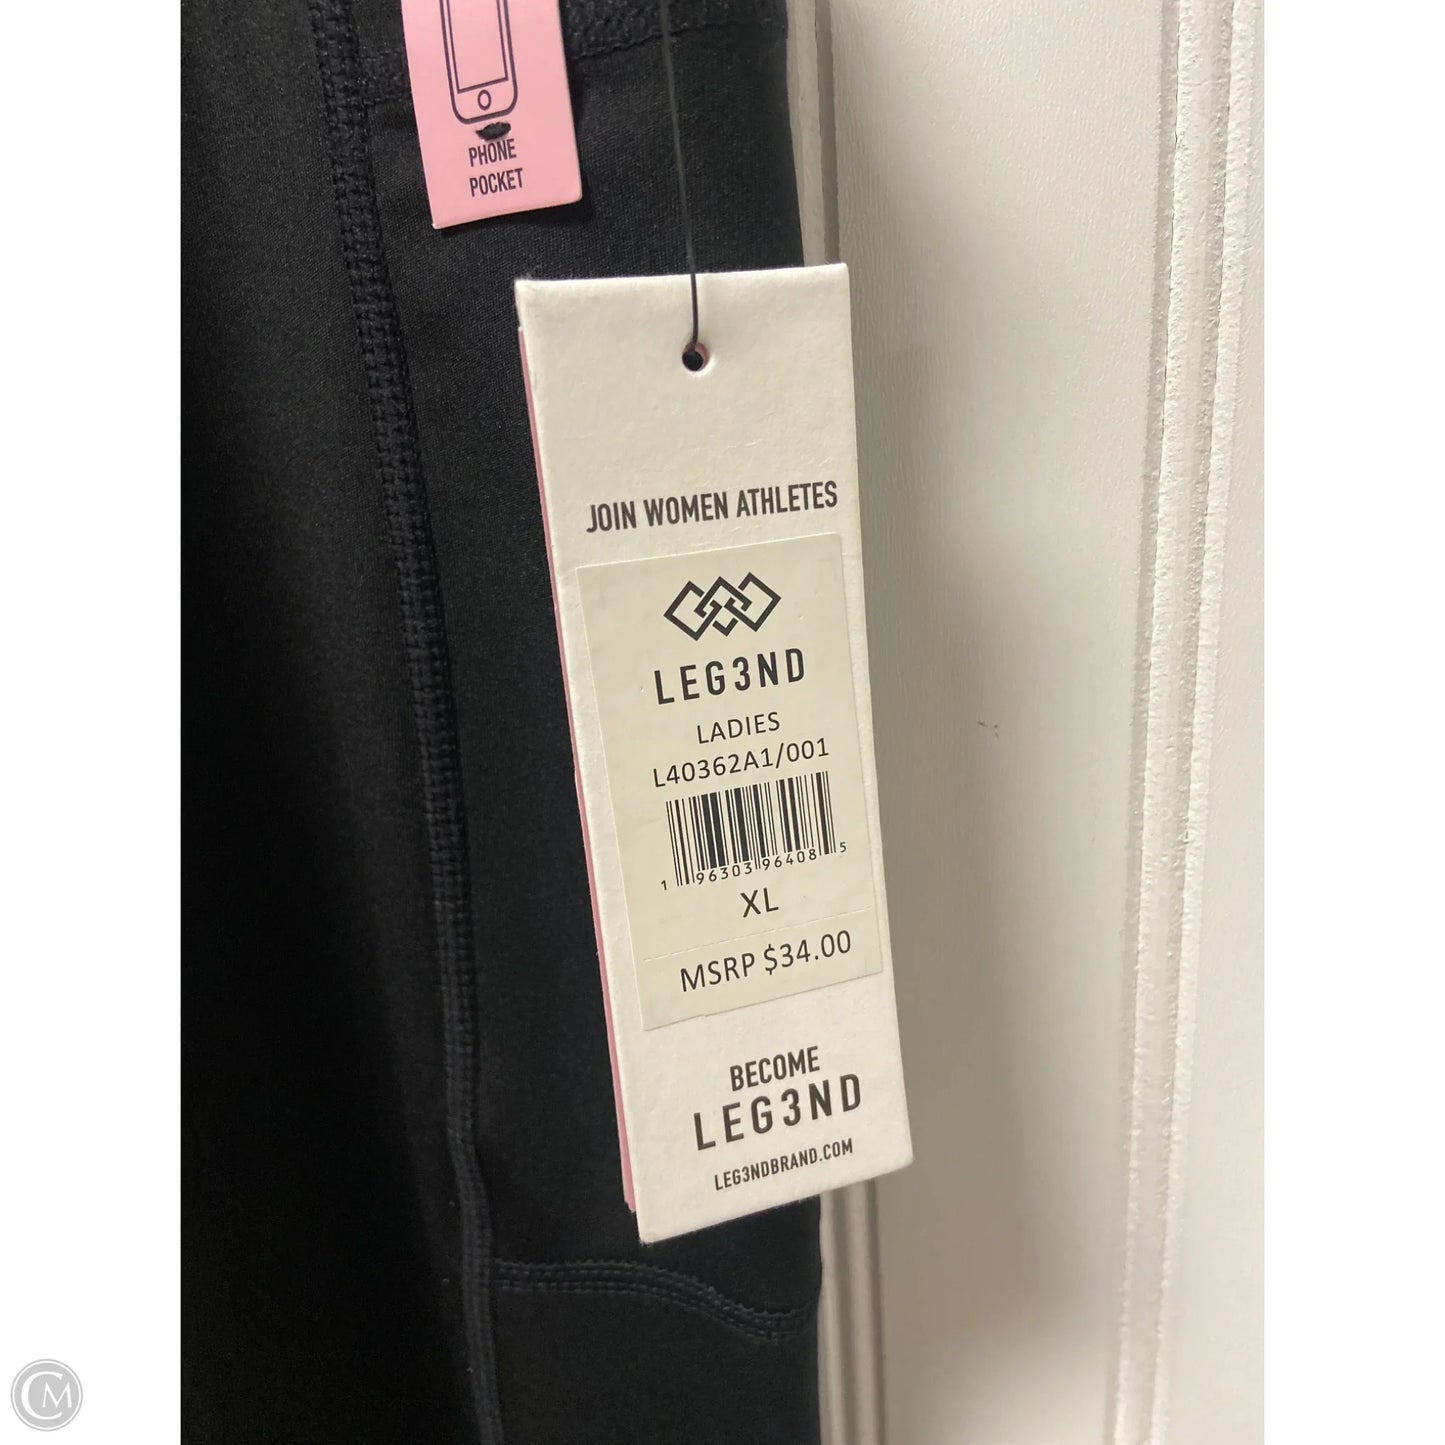 PHONE
POCKET
JOIN WOMEN ATHLETES
LEG3ND
LADIES
L40362A1/001
1 96303 96408 5
XL
MSRP $34.00
BECOME
LEG3ND
LEG3NDBRAND.COM
CM